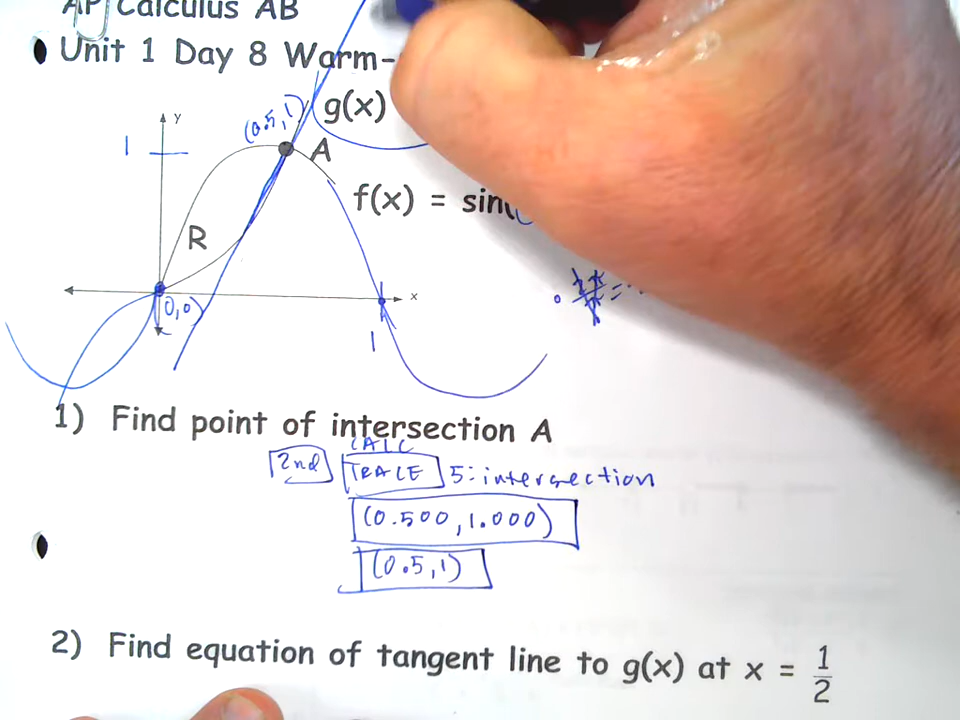 AP Calculus AB
Unit 1 Day 8 Warm-
(0.5, 1)
g(x)
y
1
A
f(x) = sin(
R
(0,0)
x
1
1) Find point of intersection A
CALC
2nd TRACE 5: intersection
(0.500, 1.000)
(0.5, 1)
2) Find equation of tangent line to g(x) at x = 1/2